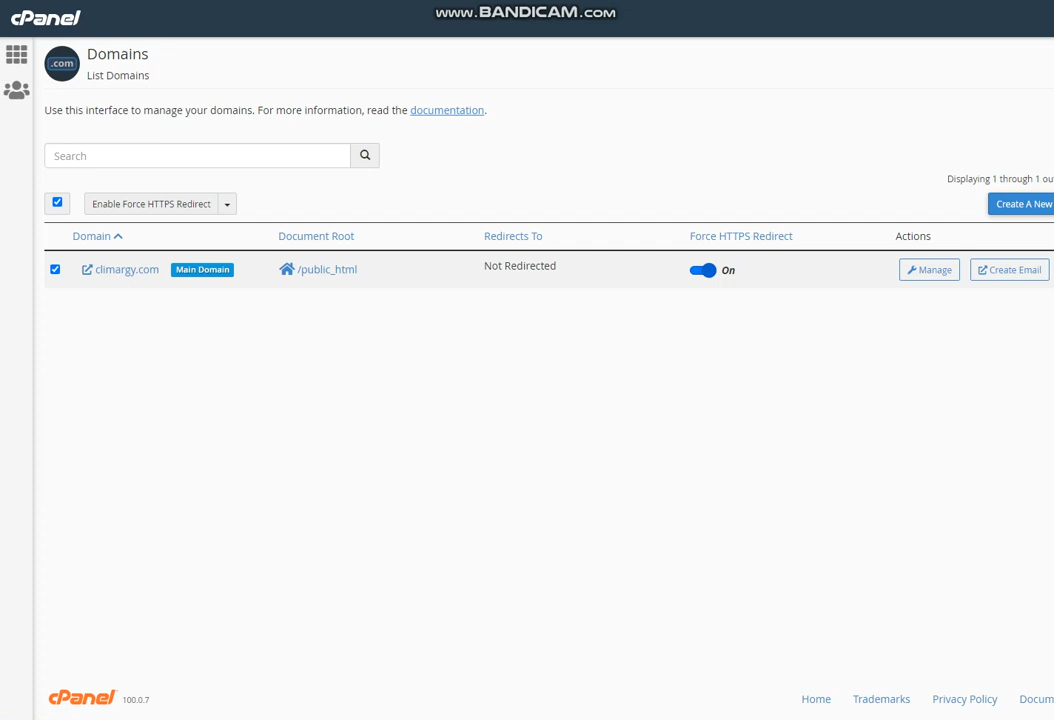 cPanel
www.BANDICAM.com
.com
Domains
List Domains
Use this interface to manage your domains. For more information, read the documentation.
Search
Displaying 1 through 1 ou
Enable Force HTTPS Redirect
Create A New
Domain
Document Root
Redirects To
Force HTTPS Redirect
Actions
climargy.com
Main Domain
/public_html
Not Redirected
On
Manage
Create Email
cPanel
100.0.7
Home
Trademarks
Privacy Policy
Docum